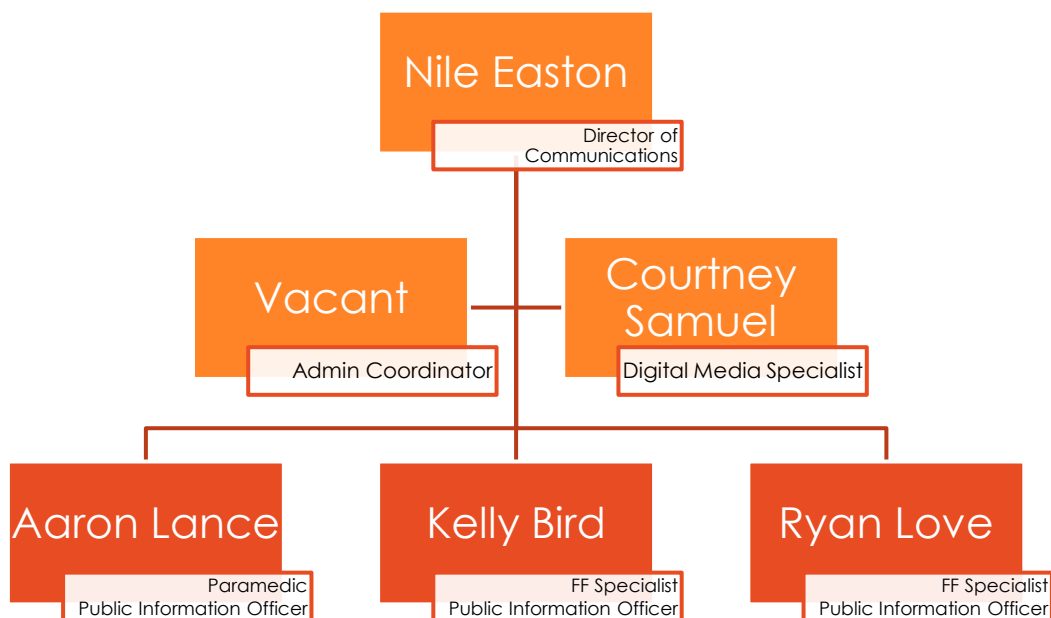 Nile Easton
Director of
Communications
Vacant
Admin Coordinator
Courtney
Samuel
Digital Media Specialist
Aaron Lance
Paramedic
Public Information Officer
Kelly Bird
FF Specialist
Public Information Officer
Ryan Love
FF Specialist
Public Information Officer